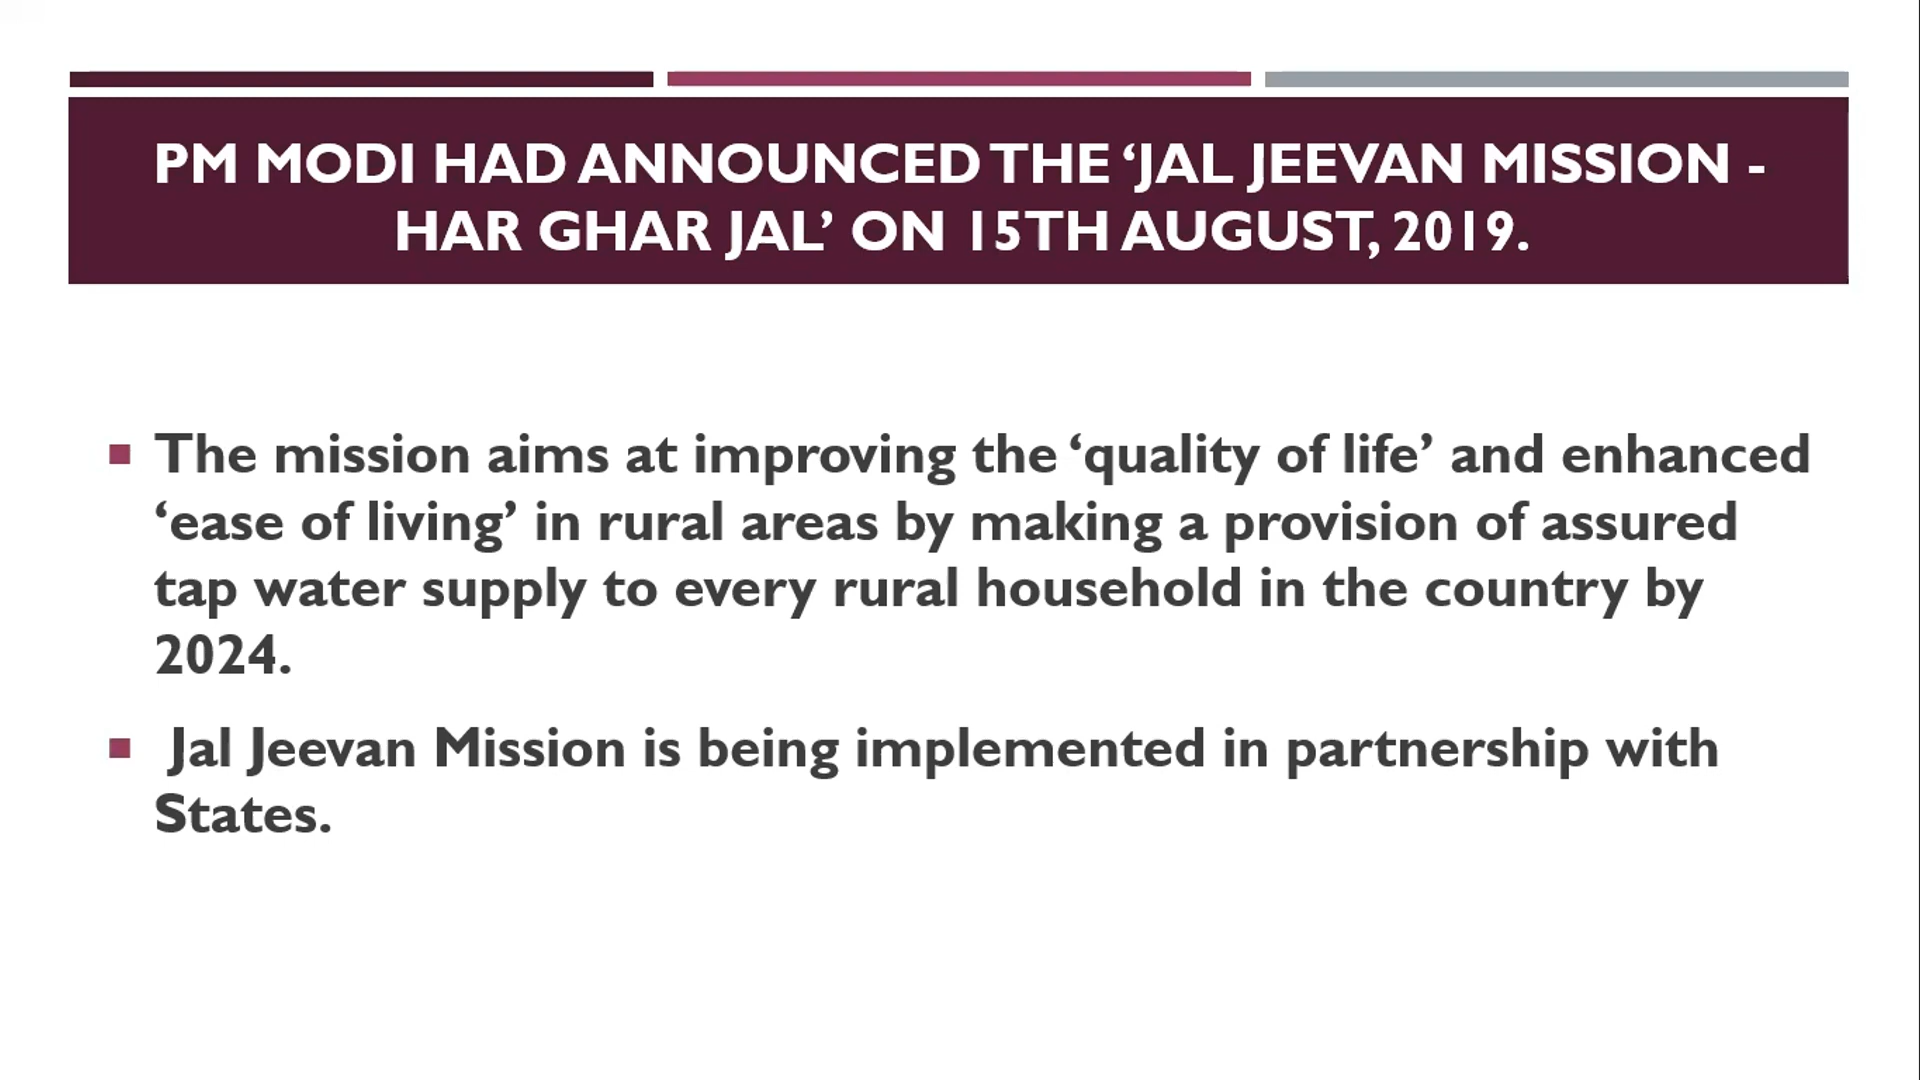 PM MODI HAD ANNOUNCED THE ‘JAL JEEVAN MISSION -
HAR GHAR JAL’ ON 15TH AUGUST, 2019.
The mission aims at improving the ‘quality of life’ and enhanced
‘ease of living’ in rural areas by making a provision of assured
tap water supply to every rural household in the country by
2024.
Jal Jeevan Mission is being implemented in partnership with
States.